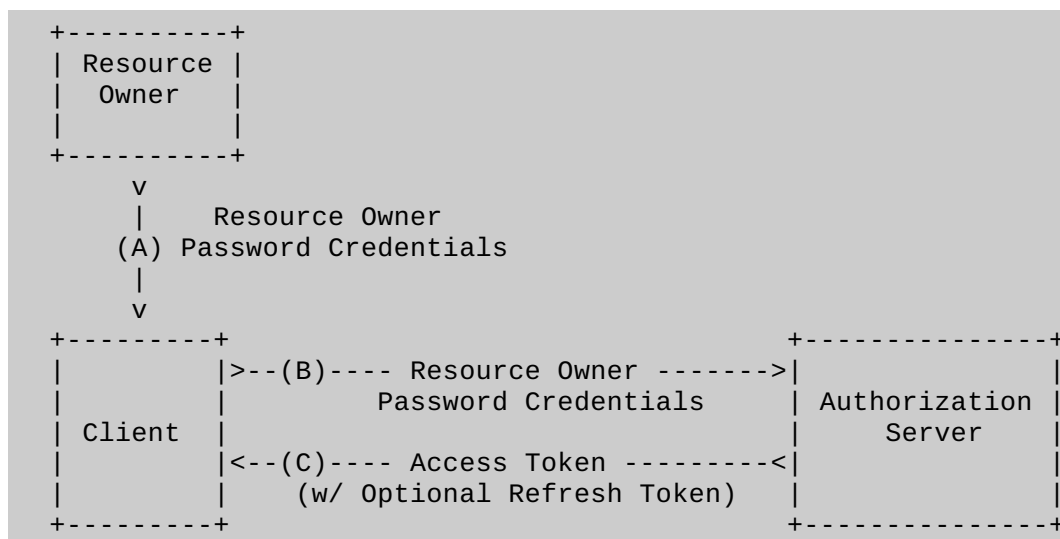 +----------+
| Resource |
|  Owner   |
|          |
+----------+
     v
     |    Resource Owner
    (A) Password Credentials
     |
     v
+---------+                                  +---------------+
|         |>--(B)---- Resource Owner ------->|               |
|         |         Password Credentials     | Authorization |
| Client  |                                  |     Server    |
|         |<--(C)---- Access Token ---------<|               |
|         |    (w/ Optional Refresh Token)   |               |
+---------+                                  +---------------+